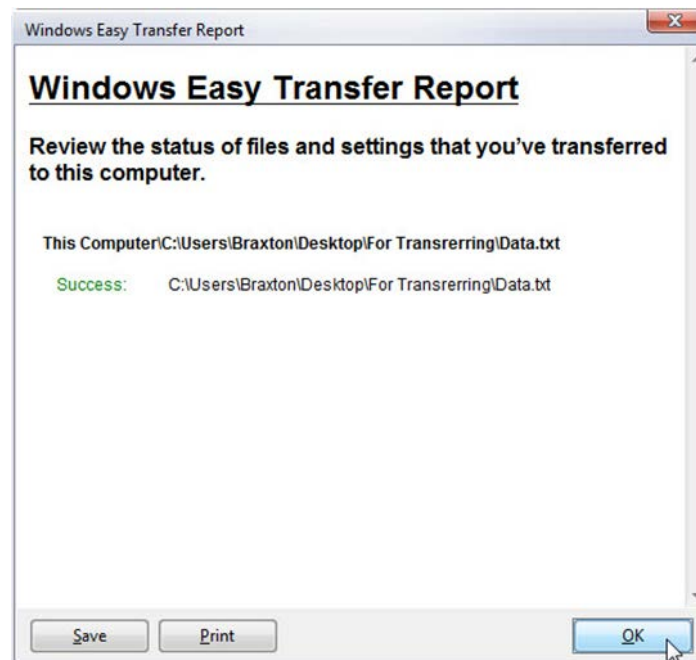 Windows Easy Transfer Report
Windows Easy Transfer Report
Review the status of files and settings that you've transferred
to this computer.
This Computer\C:\Users\Braxton\Desktop\For Transrerring\Data.txt
Success: C:\Users\Braxton\Desktop\For Transrerring\Data.txt
Save Print OK